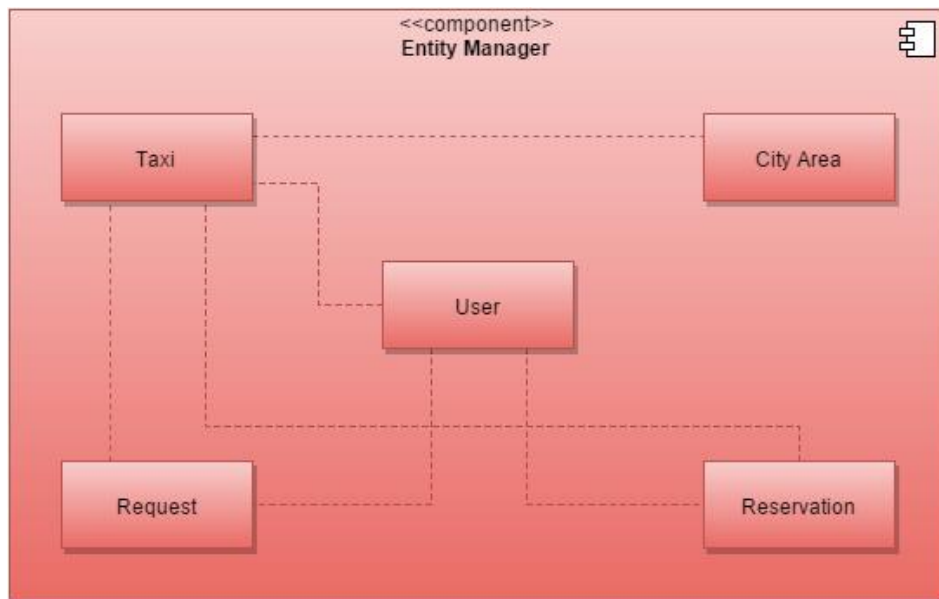 <<component>>
Entity Manager
Taxi
City Area
User
Request
Reservation